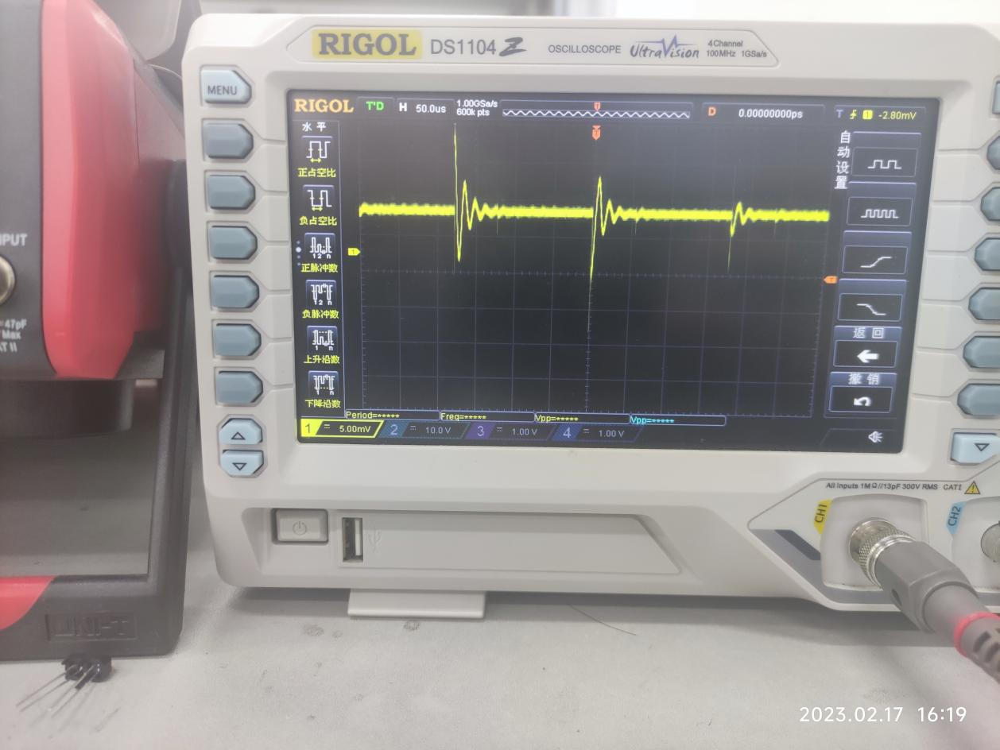 RIGOL DS1104 Z OSCILLOSCOPE UltraVision 4 Channel 100MHz 1GSa/s
MENU
RIGOL T'D H 50.0us 1.00GSa/s 600k pts D 0.00000000ps T 1 -2.80mV
水平
正占空比
负占空比
正脉冲数
负脉冲数
上升沿数
下降沿数
自动设置
返回
撤销
Period=***** Freq=***** Vpp=***** Vpp=*****
1 5.00mV 2 10.0 V 3 1.00 V 4 1.00 V
All inputs 1MΩ//13pF 300V RMS CATI
CH1
CH2
PUT
=47pF
Max
AT II
UNI-T
2023.02.17 16:19